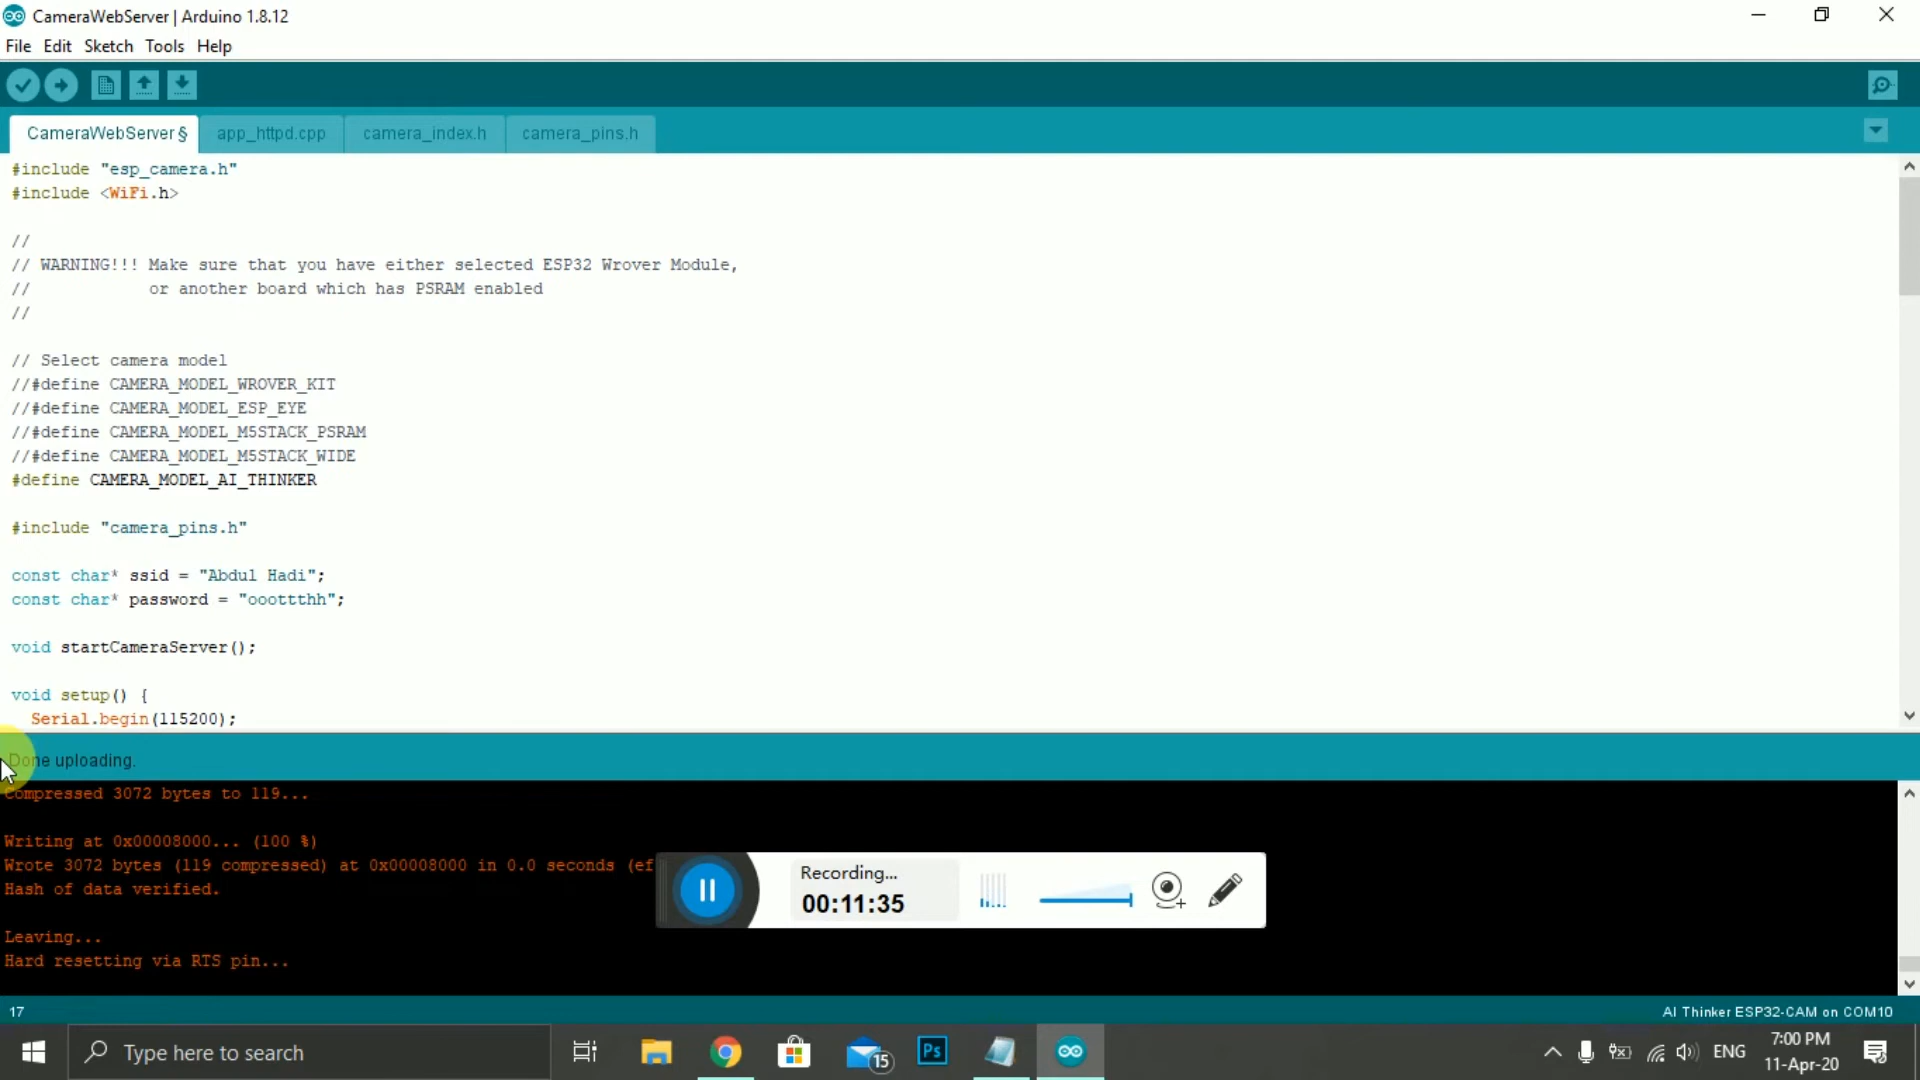 CameraWebServer | Arduino 1.8.12
File Edit Sketch Tools Help
CameraWebServer § app_httpd.cpp camera_index.h camera_pins.h
#include "esp_camera.h"
#include <WiFi.h>
//
// WARNING!!! Make sure that you have either selected ESP32 Wrover Module,
//            or another board which has PSRAM enabled
//
// Select camera model
//#define CAMERA_MODEL_WROVER_KIT
//#define CAMERA_MODEL_ESP_EYE
//#define CAMERA_MODEL_M5STACK_PSRAM
//#define CAMERA_MODEL_M5STACK_WIDE
#define CAMERA_MODEL_AI_THINKER
#include "camera_pins.h"
const char* ssid = "Abdul Hadi";
const char* password = "ooottthh";
void startCameraServer();
void setup() {
  Serial.begin(115200);
Done uploading.
Compressed 3072 bytes to 119...
Writing at 0x00008000... (100 %)
Wrote 3072 bytes (119 compressed) at 0x00008000 in 0.0 seconds (ef
Hash of data verified.
Recording...
00:11:35
Leaving...
Hard resetting via RTS pin...
17
AI Thinker ESP32-CAM on COM10
Type here to search
15
Ps
ENG
7:00 PM
11-Apr-20